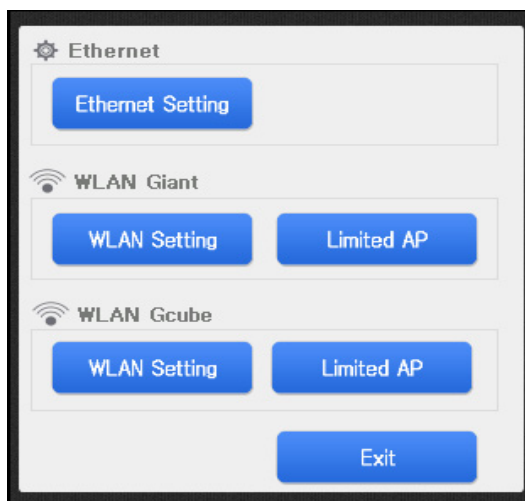 Ethernet
Ethernet Setting
WLAN Giant
WLAN Setting Limited AP
WLAN Gcube
WLAN Setting Limited AP
Exit